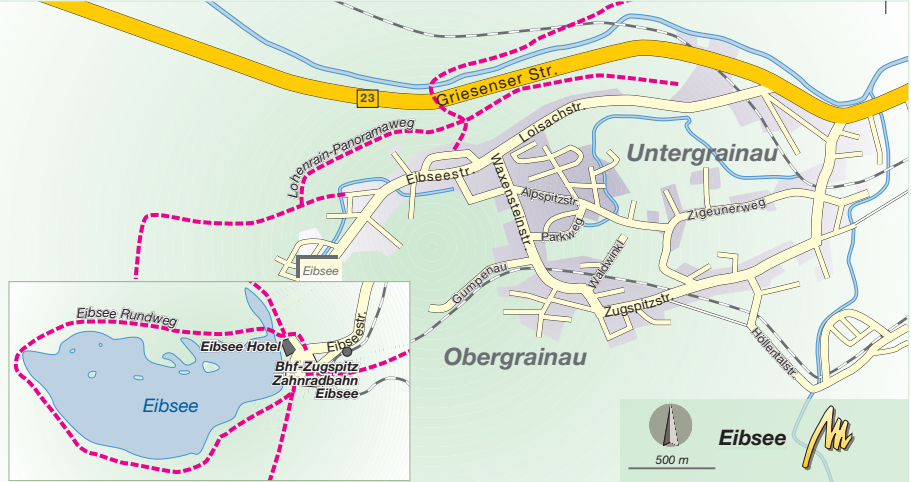 Griesenser Str.
23
Loisachstr.
Lohenrain-Panoramaweg
Untergrainau
Eibseestr.
Waxensteinstr.
Alpspitzstr.
Zigeunerweg
Parkweg
Waldwinkl
Gumpehau
Eibsee
Zugspitzstr.
Höllentalstr.
Obergrainau
Eibsee Rundweg
Eibsee Hotel
Eibseestr.
Bhf-Zugspitz
Zahnradbahn
Eibsee
Eibsee
Eibsee
500 m